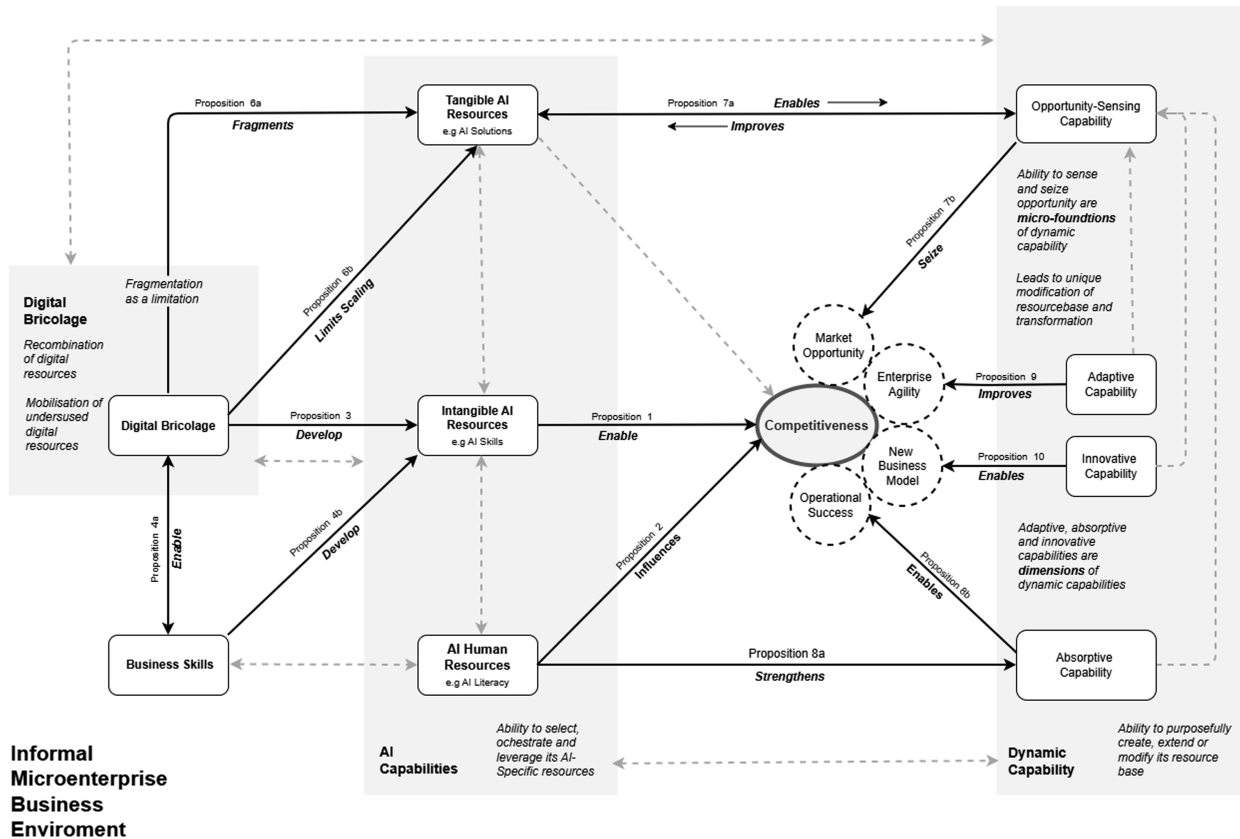 Proposition 6a
Fragments
Tangible AI
Resources
e.g AI Solutions
Proposition 7a
Enables
Improves
Opportunity-Sensing
Capability
Ability to sense
and seize
opportunity are
micro-foundtions
of dynamic
capability
Leads to unique
modification of
resourcebase and
transformation
Proposition 7b
Seize
Fragmentation
as a limitation
Proposition 6b
Limits Scaling
Digital
Bricolage
Recombination
of digital
resources
Mobilisation of
undersused
digital
resources
Digital Bricolage
Proposition 3
Develop
Intangible AI
Resources
e.g AI Skills
Proposition 1
Enable
Competitiveness
Market
Opportunity
Enterprise
Agility
New
Business
Model
Operational
Success
Proposition 9
Improves
Adaptive
Capability
Proposition 10
Enables
Innovative
Capability
Adaptive, absorptive
and innovative
capabilities are
dimensions of
dynamic capabilities
Proposition 4a
Enable
Proposition 4b
Develop
Proposition 2
Influences
Proposition 8b
Enables
Business Skills
AI Human
Resources
e.g AI Literacy
Proposition 8a
Strengthens
Absorptive
Capability
Informal
Microenterprise
Business
Enviroment
AI
Capabilities
Ability to select,
ochestrate and
leverage its AI-
Specific resources
Dynamic
Capability
Ability to purposefully
create, extend or
modify its resource
base